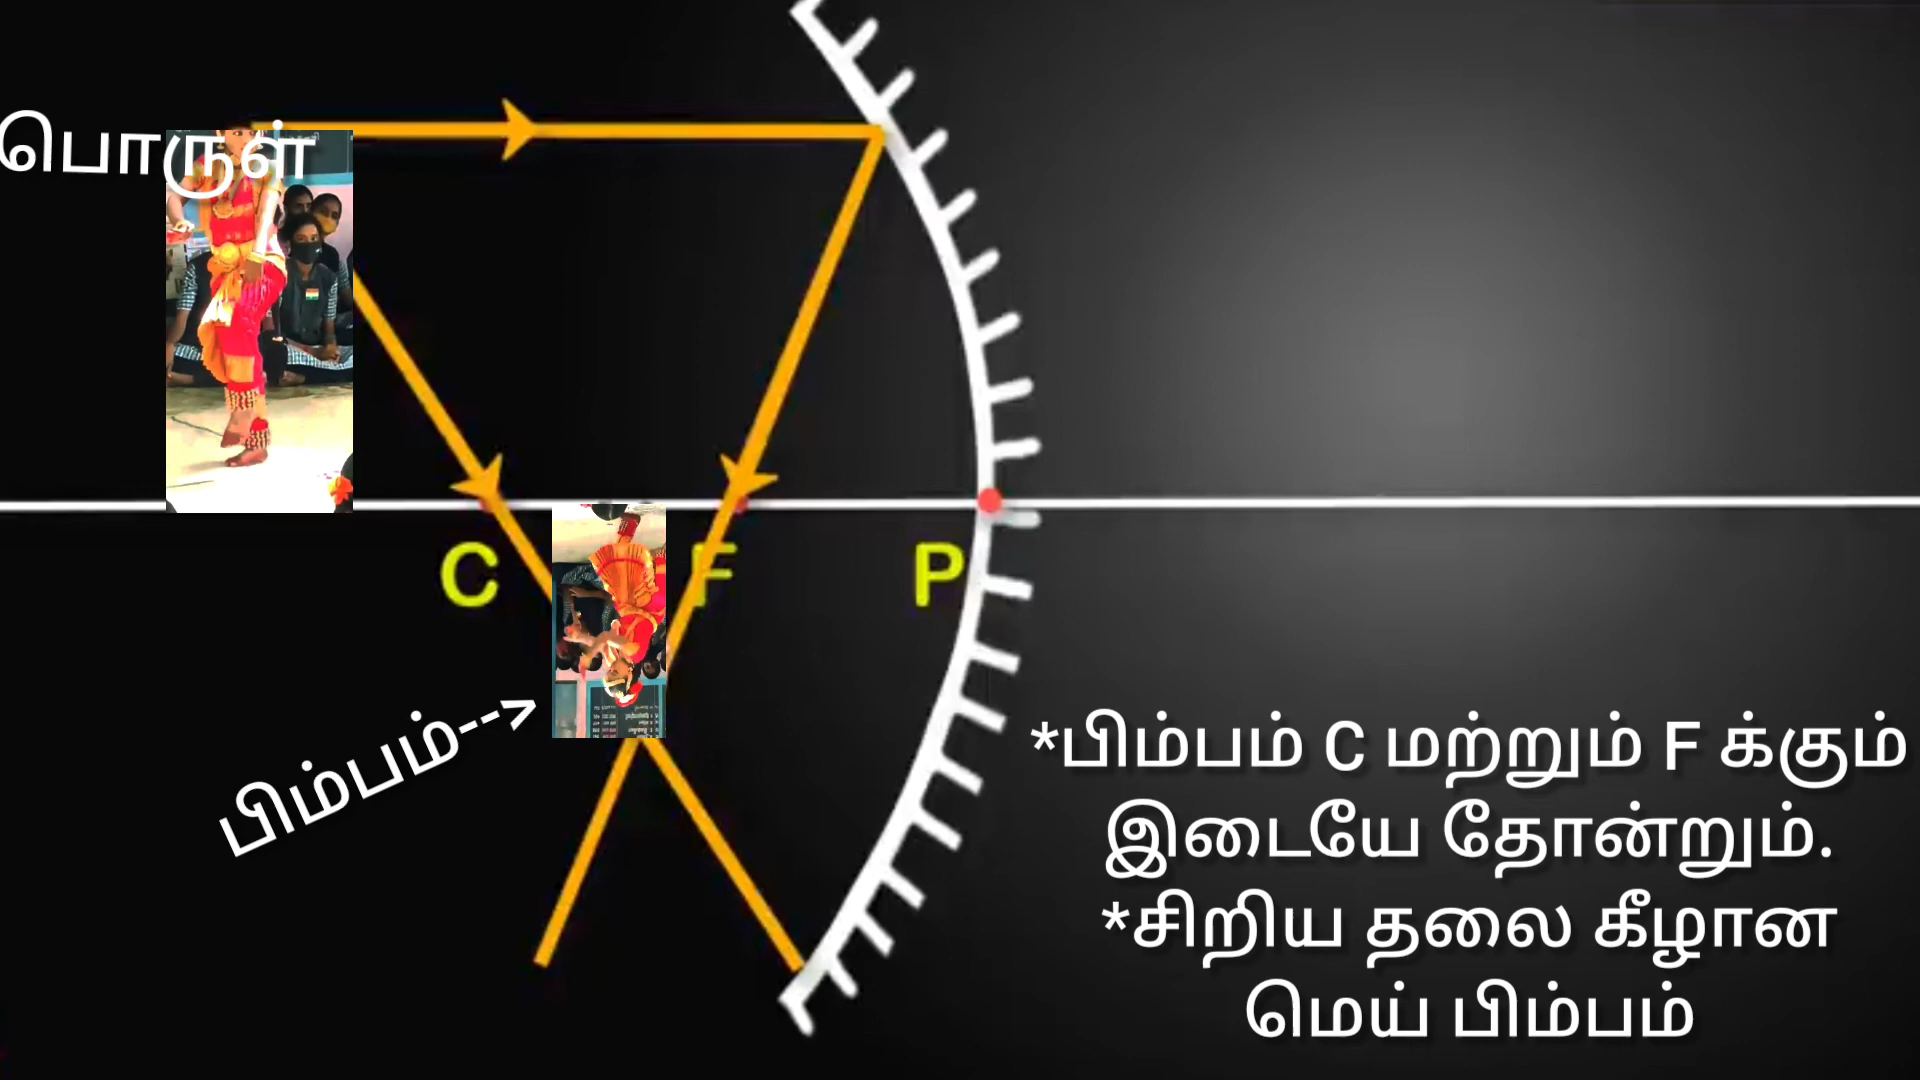 பொருள்
C
F
P
பிம்பம்-->
*பிம்பம் C மற்றும் F க்கும்
இடையே தோன்றும்.
*சிறிய தலை கீழான
மெய் பிம்பம்